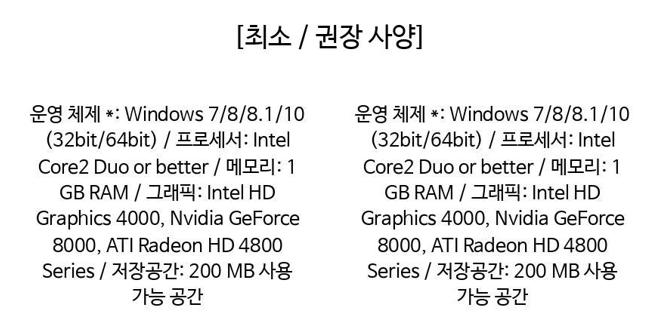 [최소 / 권장 사양]
운영 체제 *: Windows 7/8/8.1/10
(32bit/64bit) / 프로세서: Intel
Core2 Duo or better / 메모리: 1
GB RAM / 그래픽: Intel HD
Graphics 4000, Nvidia GeForce
8000, ATI Radeon HD 4800
Series / 저장공간: 200 MB 사용
가능 공간
운영 체제 *: Windows 7/8/8.1/10
(32bit/64bit) / 프로세서: Intel
Core2 Duo or better / 메모리: 1
GB RAM / 그래픽: Intel HD
Graphics 4000, Nvidia GeForce
8000, ATI Radeon HD 4800
Series / 저장공간: 200 MB 사용
가능 공간